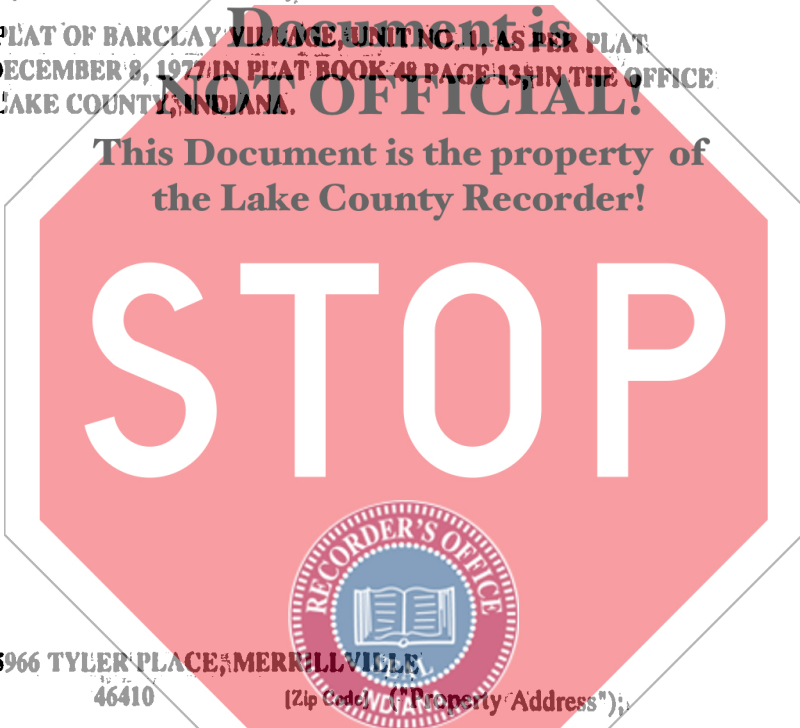 Document is
PLAT OF BARCLAY VILLAGE, UNIT NO. 1, AS PER PLAT
DECEMBER 8, 1977 IN PLAT BOOK 48 PAGE 13, IN THE OFFICE
NOT OFFICIAL!
LAKE COUNTY, INDIANA.
This Document is the property of
the Lake County Recorder!
STOP
RECORDER'S OFFICE
SEAL
966 TYLER PLACE, MERRILLVILLE
46410 [Zip Code] ("Property Address");